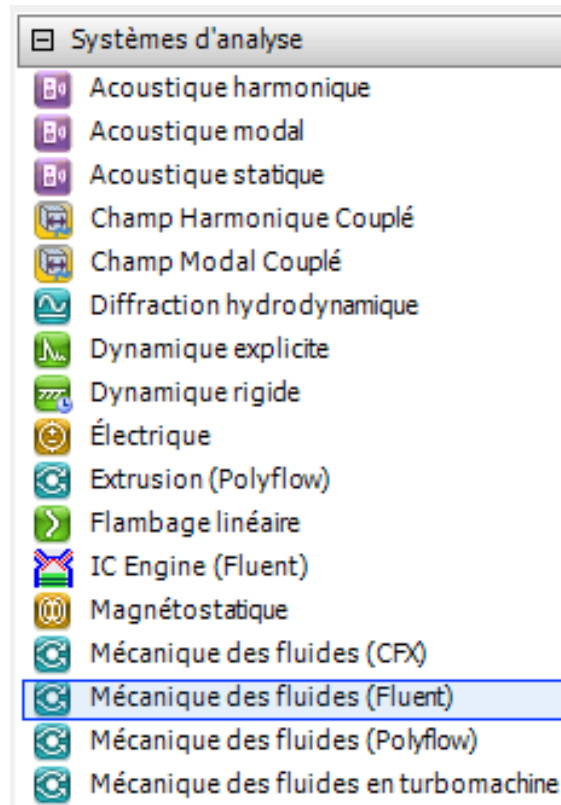 Systèmes d'analyse
Acoustique harmonique
Acoustique modal
Acoustique statique
Champ Harmonique Couplé
Champ Modal Couplé
Diffraction hydrodynamique
Dynamique explicite
Dynamique rigide
Électrique
Extrusion (Polyflow)
Flambage linéaire
IC Engine (Fluent)
Magnétostatique
Mécanique des fluides (CFX)
Mécanique des fluides (Fluent)
Mécanique des fluides (Polyflow)
Mécanique des fluides en turbomachine